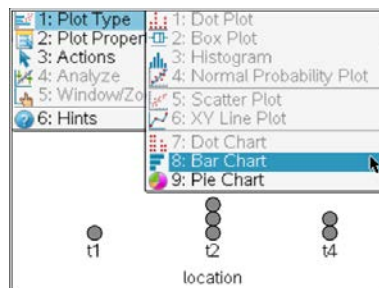 1: Plot Type
2: Plot Proper
3: Actions
4: Analyze
5: Window/Zo
6: Hints
1: Dot Plot
2: Box Plot
3: Histogram
4: Normal Probability Plot
5: Scatter Plot
6: XY Line Plot
7: Dot Chart
8: Bar Chart
9: Pie Chart
t1 t2 t4
location